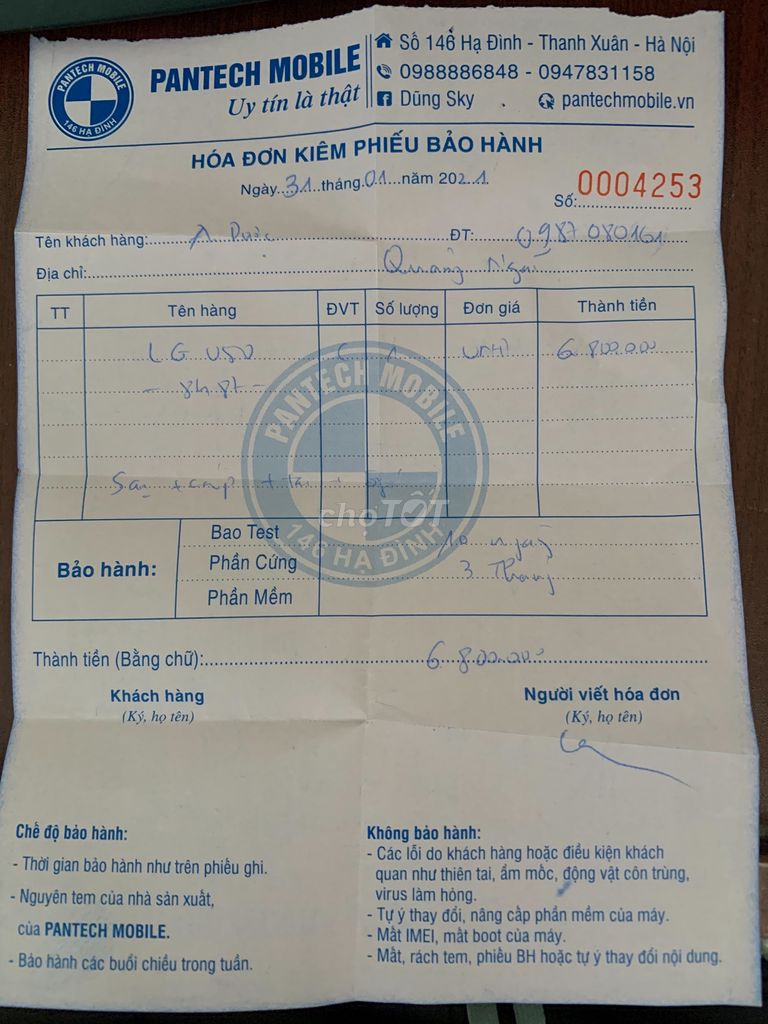 PANTECH MOBILE
146 HẠ ĐÌNH
PANTECH MOBILE
Uy tín là thật
Số 146 Hạ Đình - Thanh Xuân - Hà Nội
0988886848 - 0947831158
Dũng Sky
pantechmobile.vn
HÓA ĐƠN KIÊM PHIẾU BẢO HÀNH
Ngày 31 tháng 01 năm 2021
Số: 0004253
Tên khách hàng: A ĐT: 0987080161
Địa chỉ: Quảng Ngãi
TT Tên hàng ĐVT Số lượng Đơn giá Thành tiền
LG V50 C 1 6 800.000
PANTECH MOBILE
Sạc + cáp + tai +
chợTỐT
146 HẠ ĐÌNH
Bảo hành:
Bao Test 10 ngày
Phần Cứng 3 Tháng
Phần Mềm
Thành tiền (Bằng chữ): 6.800.000
Khách hàng
(Ký, họ tên)
Người viết hóa đơn
(Ký, họ tên)
Chế độ bảo hành:
- Thời gian bảo hành như trên phiếu ghi.
- Nguyên tem của nhà sản xuất,
của PANTECH MOBILE.
- Bảo hành các buổi chiều trong tuần.
Không bảo hành:
- Các lỗi do khách hàng hoặc điều kiện khách
quan như thiên tai, ẩm mốc, động vật côn trùng,
virus làm hỏng.
- Tự ý thay đổi, nâng cấp phần mềm của máy.
- Mất IMEI, mất boot của máy.
- Mất, rách tem, phiếu BH hoặc tự ý thay đổi nội dung.